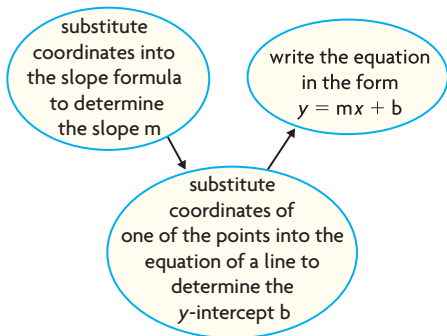 substitute
coordinates into
the slope formula
to determine
the slope m
substitute
coordinates of
one of the points into the
equation of a line to
determine the
y-intercept b
write the equation
in the form
y = mx + b